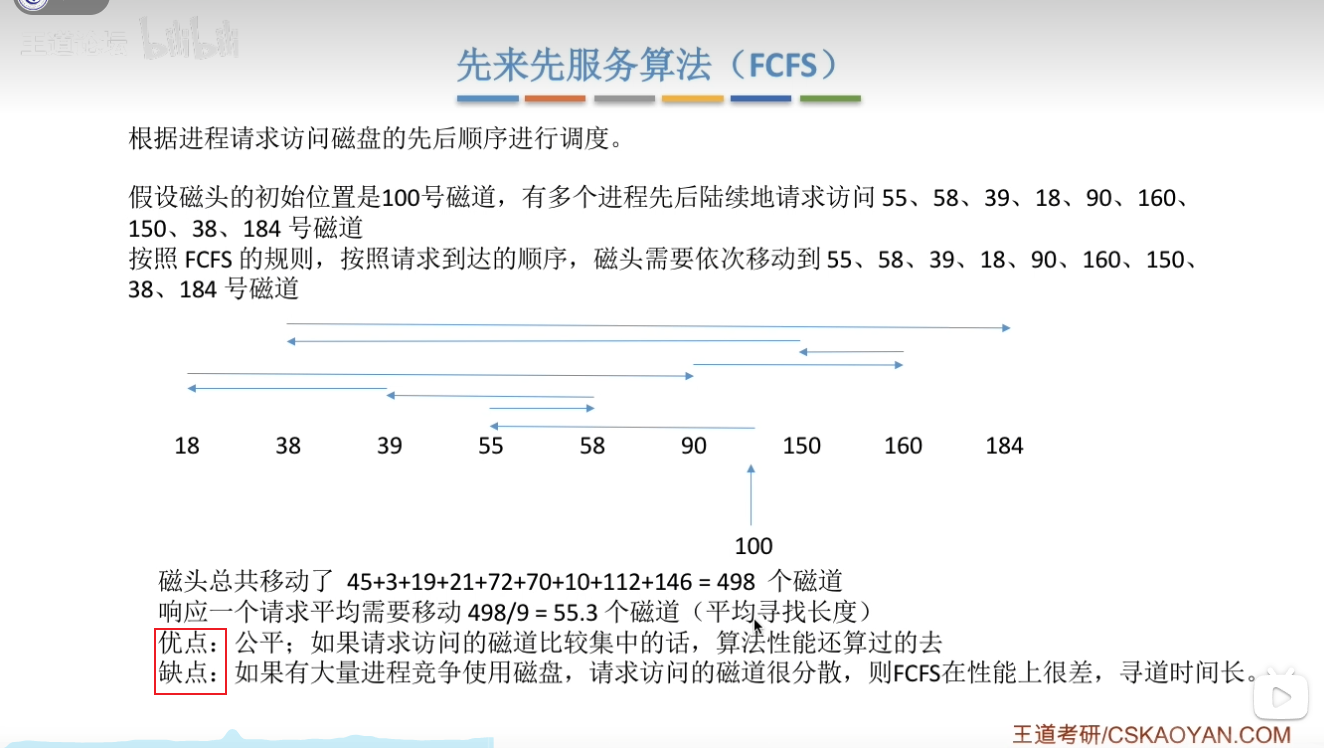 王道论坛 bilibili
先来先服务算法（FCFS）
根据进程请求访问磁盘的先后顺序进行调度。
假设磁头的初始位置是100号磁道，有多个进程先后陆续地请求访问 55、58、39、18、90、160、
150、38、184 号磁道
按照 FCFS 的规则，按照请求到达的顺序，磁头需要依次移动到 55、58、39、18、90、160、150、
38、184 号磁道
18 38 39 55 58 90 150 160 184
100
磁头总共移动了 45+3+19+21+72+70+10+112+146 = 498 个磁道
响应一个请求平均需要移动 498/9 = 55.3 个磁道（平均寻找长度）
优点：公平；如果请求访问的磁道比较集中的话，算法性能还算过的去
缺点：如果有大量进程竞争使用磁盘，请求访问的磁道很分散，则FCFS在性能上很差，寻道时间长。
王道考研/CSKAOYAN.COM